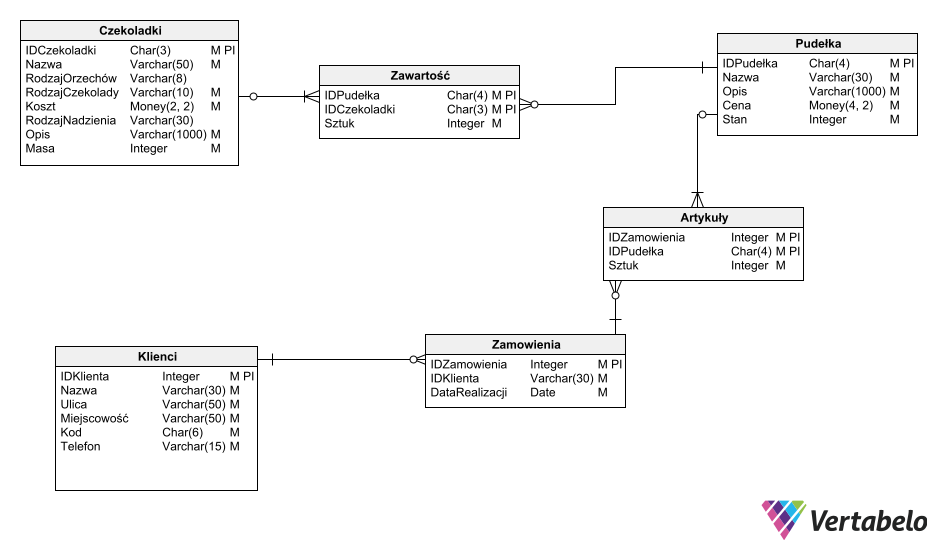 Czekoladki
IDCzekoladki Char(3) M PI
Nazwa Varchar(50) M
RodzajOrzechów Varchar(8)
RodzajCzekolady Varchar(10) M
Koszt Money(2, 2) M
RodzajNadzienia Varchar(30)
Opis Varchar(1000) M
Masa Integer M
Zawartość
IDPudełka Char(4) M PI
IDCzekoladki Char(3) M PI
Sztuk Integer M
Pudełka
IDPudełka Char(4) M PI
Nazwa Varchar(30) M
Opis Varchar(1000) M
Cena Money(4, 2) M
Stan Integer M
Artykuły
IDZamowienia Integer M PI
IDPudełka Char(4) M PI
Sztuk Integer M
Zamowienia
IDZamowienia Integer M PI
IDKlienta Varchar(30) M
DataRealizacji Date M
Klienci
IDKlienta Integer M PI
Nazwa Varchar(30) M
Ulica Varchar(50) M
Miejscowość Varchar(50) M
Kod Char(6) M
Telefon Varchar(15) M
Vertabelo